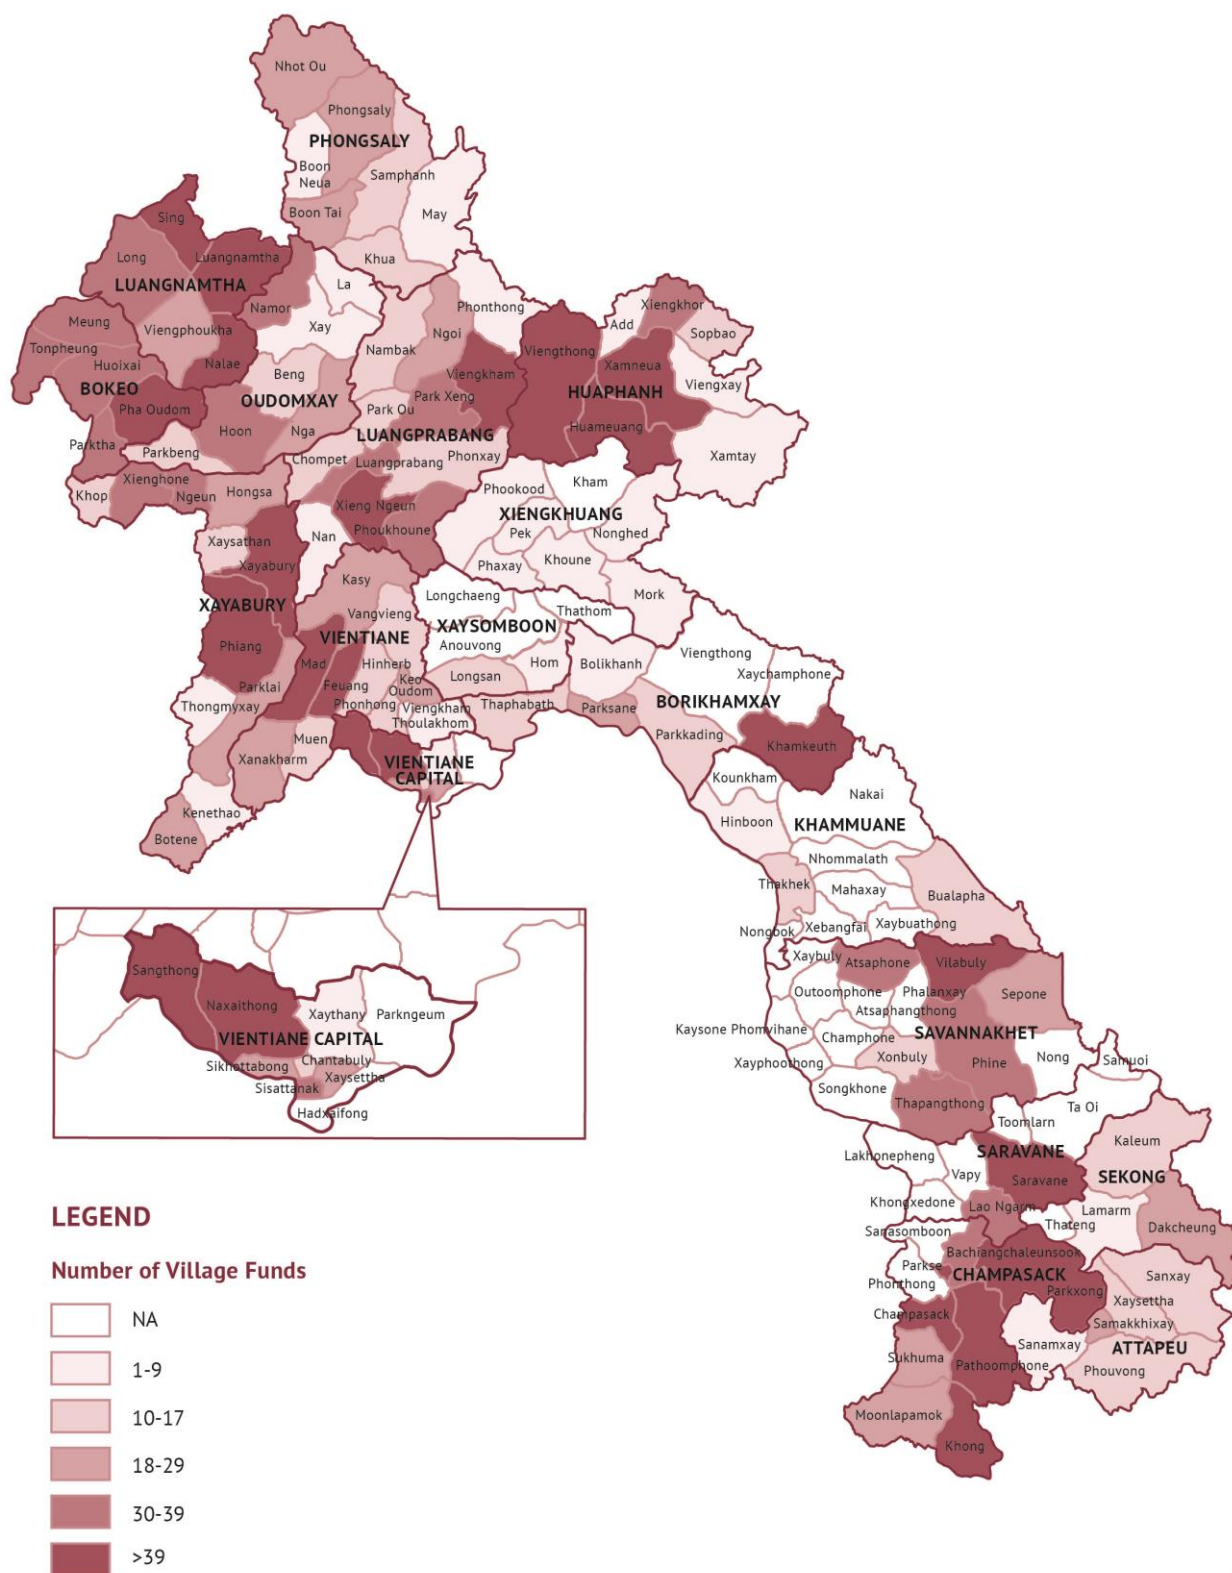 Nhot Ou
Phongsaly
PHONGSALY
Boon
Neua
Samphanh
Boon Tai
May
Khua
Sing
Long
Luangnamtha
LUANGNAMTHA
Namor
La
Xay
Meung
Viengphoukha
Tonpheung
Huoixai
Nalae
BOKEO
Pha Oudom
Beng
OUDOMXAY
Hoon
Nga
Parktha
Parkbeng
Phonthong
Ngoi
Nambak
Viengkham
Park Xeng
Park Ou
LUANGPRABANG
Chompet
Luangprabang
Phonxay
Xieng Ngeun
Phoukhoune
Nan
Viengthong
Add
Xiengkhor
Sopbao
Xamneua
Viengxay
HUAPHANH
Huameuang
Xamtay
Khopi
Xienghone
Ngeun
Hongsa
Xaysathan
Xayabury
XAYABURY
Phiang
Parklai
Thongmyxay
Kenethao
Botene
Phookood
Kham
XIENGKHUANG
Pek
Nonghed
Phaxay
Khoune
Mork
Kasy
Vangvieng
VIENTIANE
Mad
Hinherb
Feuang
Keo
Oudom
Phonhong
Viengkham
Thoulakhom
Muen
Xanakharm
Longchaeng
Thathom
XAYSOMBOON
Anouvong
Hom
Longsan
Thaphabath
Bolikhanh
Viengthong
Xaychamphone
BORIKHAMXAY
Parksane
Parkkading
Khamkeuth
VIENTIANE
CAPITAL
Kounkham
Nakai
Hinboon
KHAMMUANE
Nhommalath
Thakhek
Mahaxay
Bualapha
Nongbok
Xebangfai
Xaybuathong
Xaybuly
Atsaphone
Vilabuly
Outoomphone
Phalanxay
Sepone
Atsaphangthong
Kaysone Phomvihane
SAVANNAKHET
Champhone
Xayphoothong
Xonbuly
Phine
Nong
Samuoi
Songkhone
Thapangthong
Toomlarn
Ta Oi
SARAVANE
Lakhonepheng
Vapy
Saravane
Khongxedone
Lao Ngarm
Kaleum
SEKONG
Lamarm
Thateng
Dakcheung
Sanasomboon
Bachiangchaleunsook
Parkse
CHAMPASACK
Phonthong
Parkxong
Champasack
Sukhuma
Pathoomphone
Moonlapamok
Khong
Sanxay
Xaysettha
Samakkhixay
Sanamxay
ATTAPEU
Phouvong
Sangthong
Naxaithong
Xaythany
Parkngeum
VIENTIANE CAPITAL
Sikhottabong
Chantabuly
Xaysettha
Sisattanak
Hadxaifong
LEGEND
Number of Village Funds
NA
1-9
10-17
18-29
30-39
>39